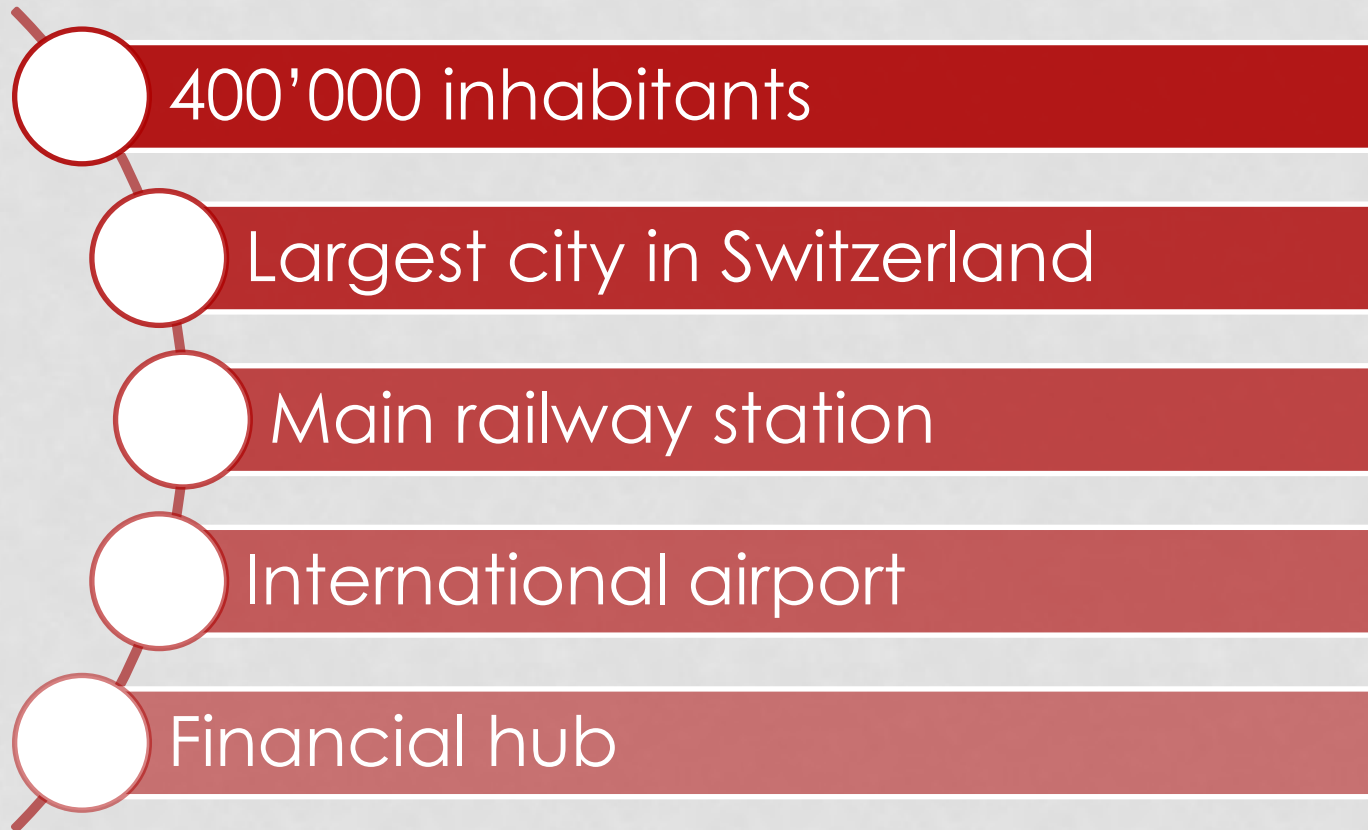 400’000 inhabitants
Largest city in Switzerland
Main railway station
International airport
Financial hub